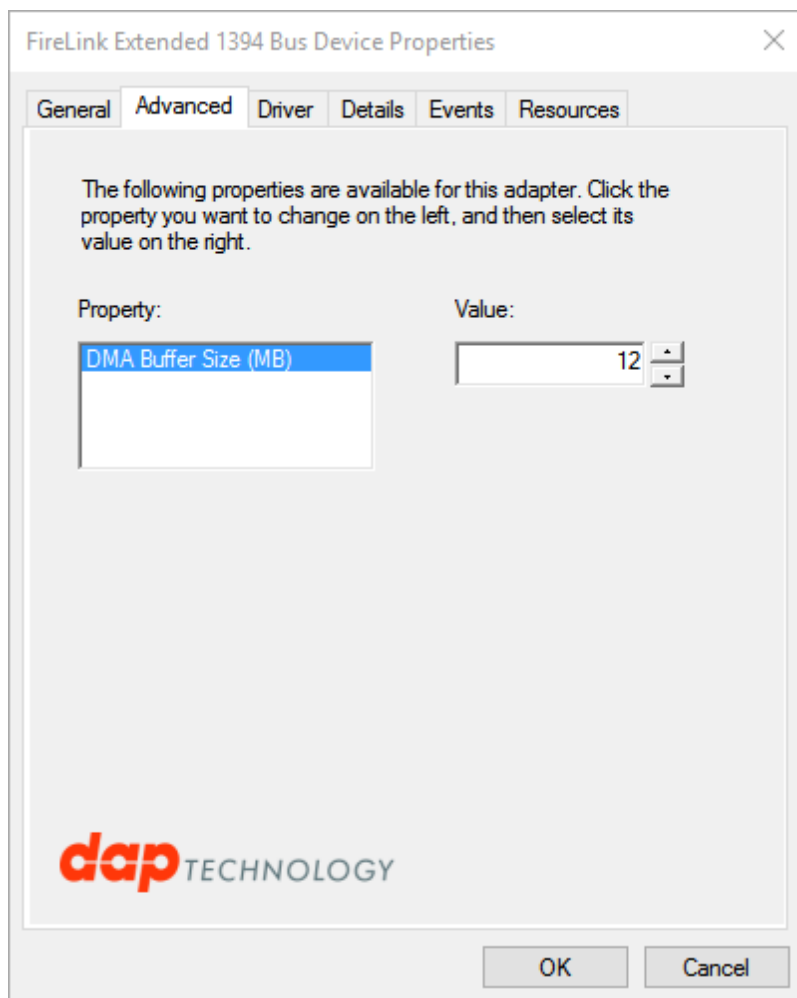 FireLink Extended 1394 Bus Device Properties
General Advanced Driver Details Events Resources
The following properties are available for this adapter. Click the
property you want to change on the left, and then select its
value on the right.
Property: Value:
DMA Buffer Size (MB) 12
dap TECHNOLOGY
OK Cancel